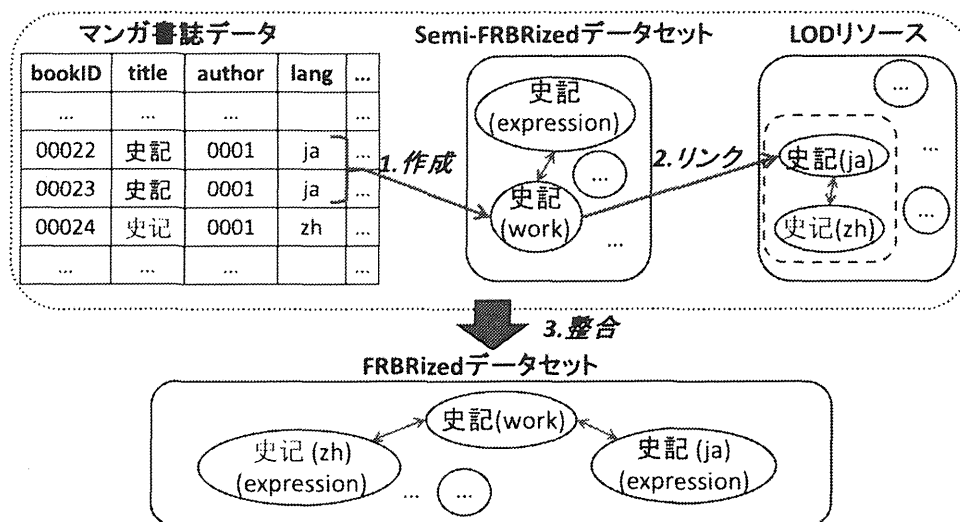 マンガ書誌データ
bookID title author lang ...
... ... ... ...
00022 史記 0001 ja ...
00023 史記 0001 ja ...
00024 史记 0001 zh ...
... ... ... ...
1.作成
Semi-FRBRizedデータセット
史記
(expression)
...
史記
(work)
...
2.リンク
LODリソース
...
史記(ja)
...
史记(zh)
...
3.整合
FRBRizedデータセット
史記(work)
史记 (zh)
(expression)
... ...
史記 (ja)
(expression)